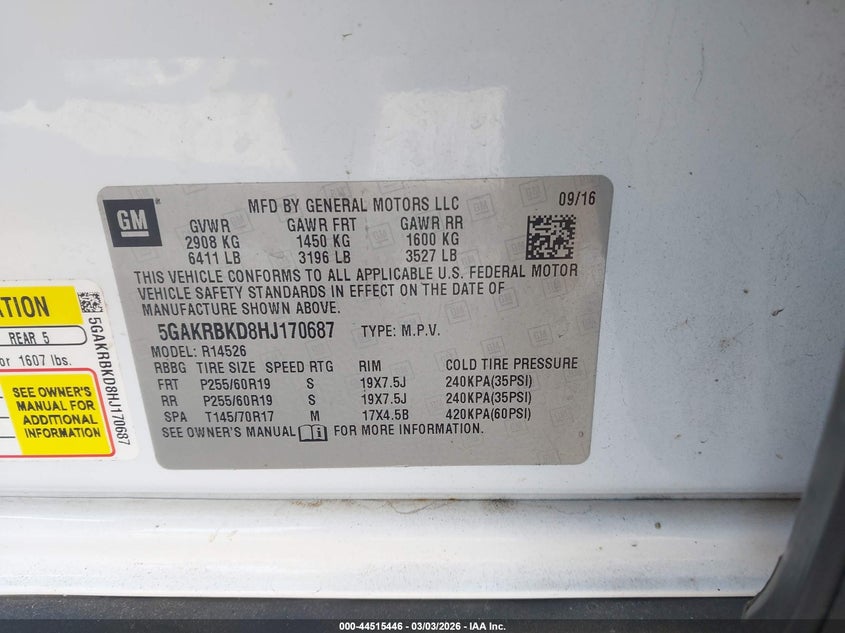 GM
MFD BY GENERAL MOTORS LLC 09/16
GVWR GAWR FRT GAWR RR
2908 KG 1450 KG 1600 KG
6411 LB 3196 LB 3527 LB
THIS VEHICLE CONFORMS TO ALL APPLICABLE U.S. FEDERAL MOTOR
VEHICLE SAFETY STANDARDS IN EFFECT ON THE DATE OF
MANUFACTURE SHOWN ABOVE.
5GAKRBKD8HJ170687 TYPE: M.P.V.
MODEL: R14526
RBBG TIRE SIZE SPEED RTG RIM COLD TIRE PRESSURE
FRT P255/60R19 S 19X7.5J 240KPA(35PSI)
RR P255/60R19 S 19X7.5J 240KPA(35PSI)
SPA T145/70R17 M 17X4.5B 420KPA(60PSI)
SEE OWNER'S MANUAL FOR MORE INFORMATION.
REAR 5
or 1607 lbs.
SEE OWNER'S
MANUAL FOR
ADDITIONAL
INFORMATION
5GAKRBKD8HJ170687
000-44515446 - 03/03/2026 - IAA Inc.